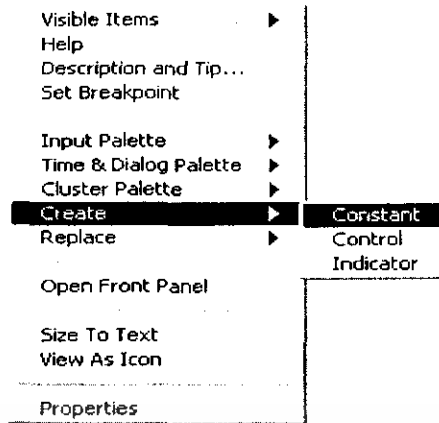 Visible Items
Help
Description and Tip...
Set Breakpoint
Input Palette
Time & Dialog Palette
Cluster Palette
Create
Constant
Replace
Control
Indicator
Open Front Panel
Size To Text
View As Icon
Properties